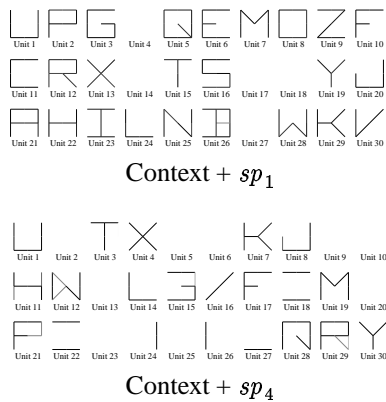 U P G Q E M O Z F
Unit 1 Unit 2 Unit 3 Unit 4 Unit 5 Unit 6 Unit 7 Unit 8 Unit 9 Unit 10
C R X T S Y J
Unit 11 Unit 12 Unit 13 Unit 14 Unit 15 Unit 16 Unit 17 Unit 18 Unit 19 Unit 20
A H I L N W K V
Unit 21 Unit 22 Unit 23 Unit 24 Unit 25 Unit 26 Unit 27 Unit 28 Unit 29 Unit 30
Context + sp₁
U T X K J
Unit 1 Unit 2 Unit 3 Unit 4 Unit 5 Unit 6 Unit 7 Unit 8 Unit 9 Unit 10
H L F M
Unit 11 Unit 12 Unit 13 Unit 14 Unit 15 Unit 16 Unit 17 Unit 18 Unit 19 Unit 20
P Q R Y
Unit 21 Unit 22 Unit 23 Unit 24 Unit 25 Unit 26 Unit 27 Unit 28 Unit 29 Unit 30
Context + sp₄